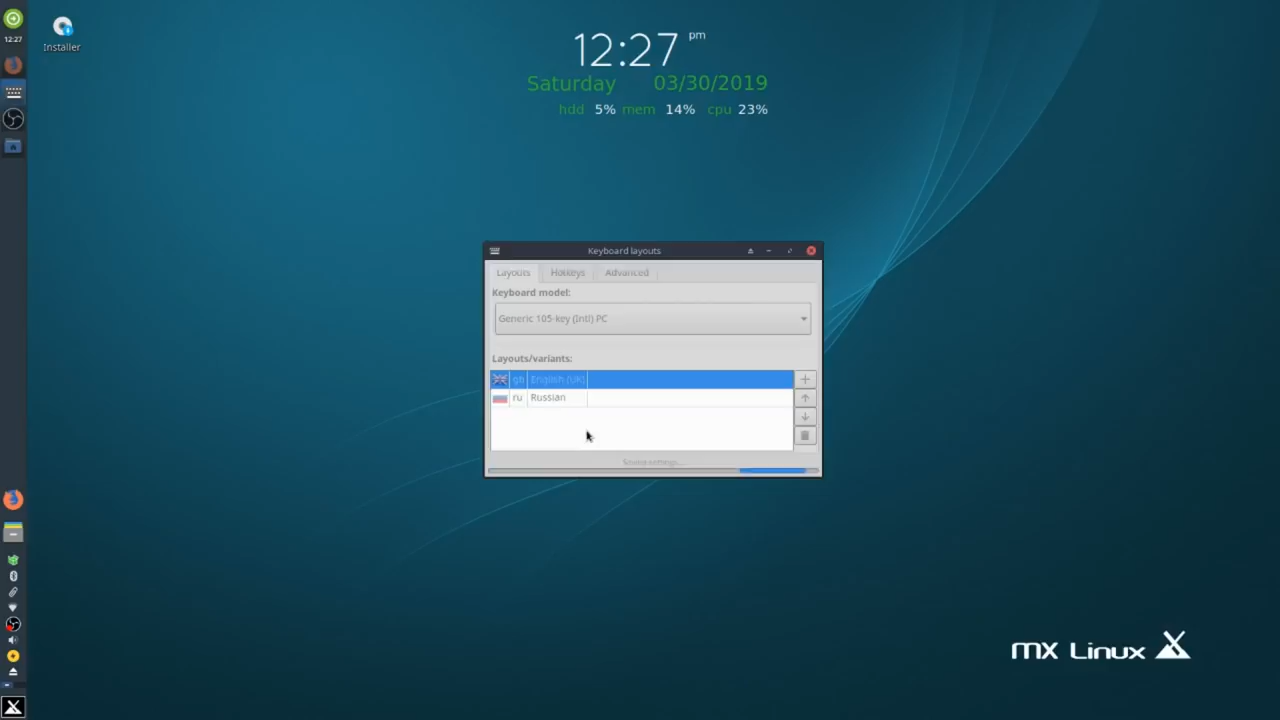 12:27
Installer
12:27 pm
Saturday 03/30/2019
hdd 5% mem 14% cpu 23%
Keyboard layouts
Layouts Hotkeys Advanced
Keyboard model:
Generic 105-key (Intl) PC
Layouts/variants:
gb English (UK)
ru Russian
settings...
MX Linux